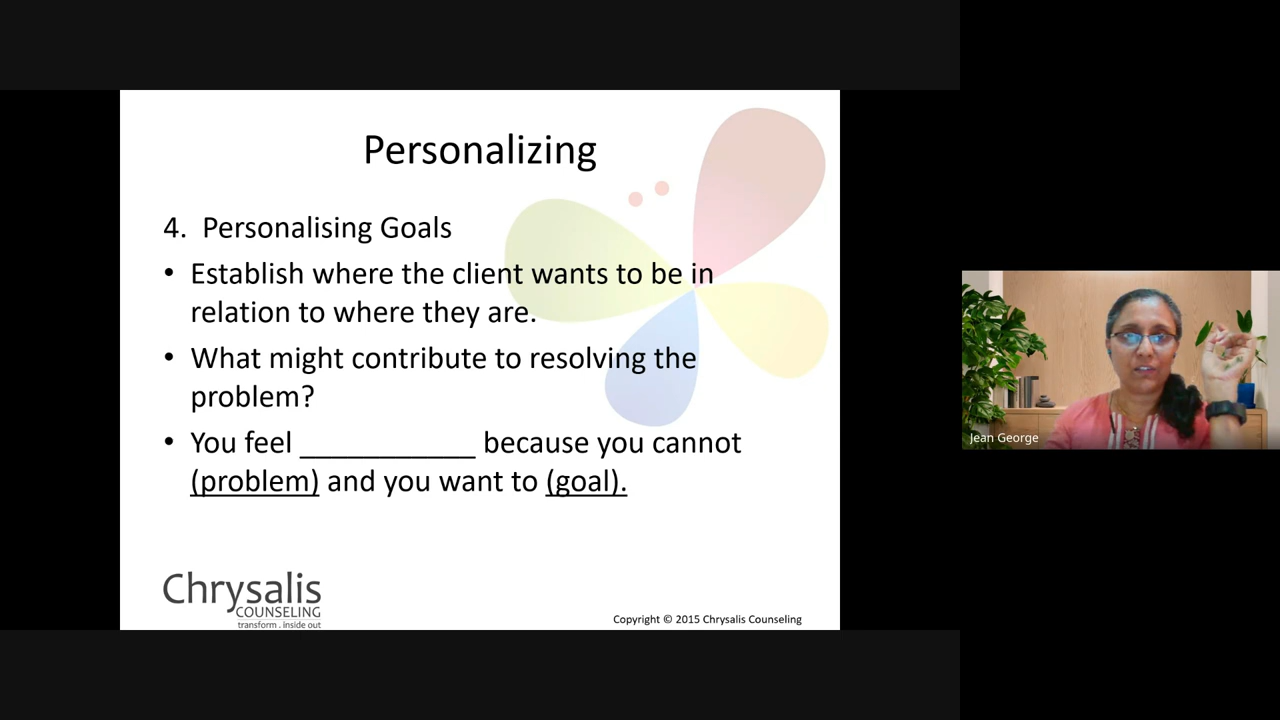 Personalizing
4. Personalising Goals
• Establish where the client wants to be in
relation to where they are.
• What might contribute to resolving the
problem?
• You feel ____________ because you cannot
(problem) and you want to (goal).
Chrysalis
COUNSELING
transform . inside out
Copyright © 2015 Chrysalis Counseling
Jean George